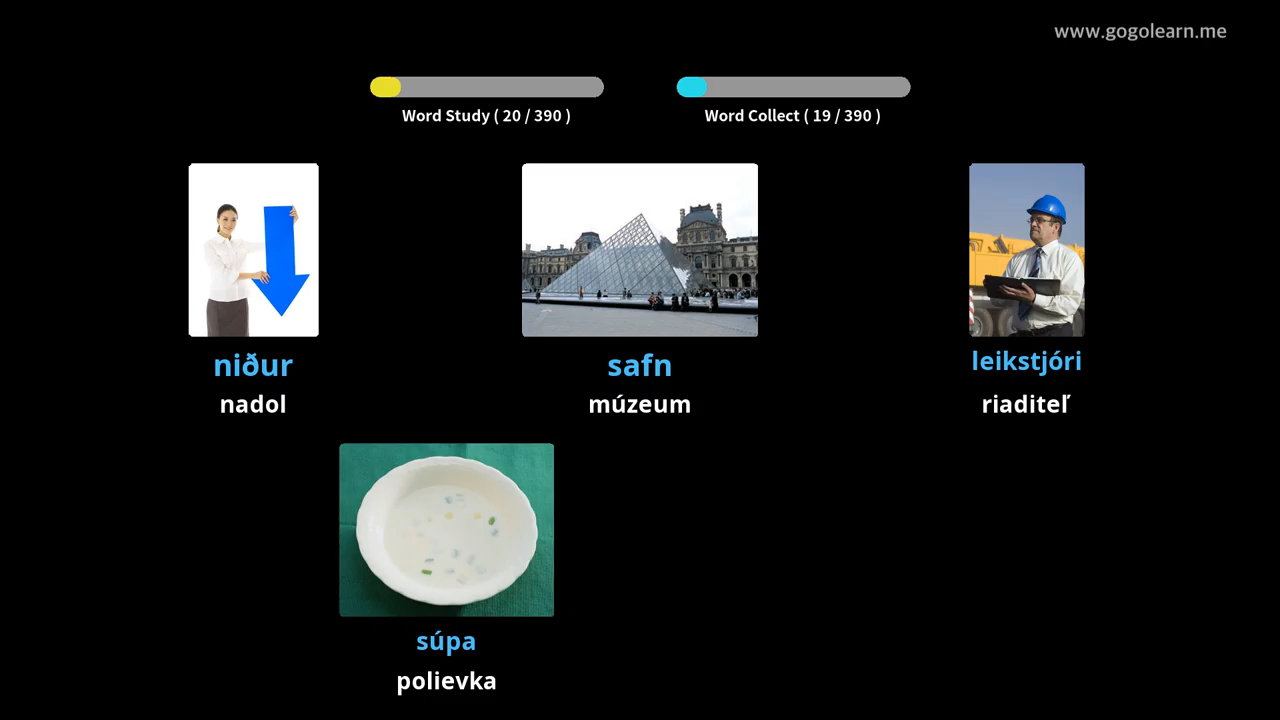 www.gogolearn.me
Word Study ( 20 / 390 )
Word Collect ( 19 / 390 )
niður
nadol
safn
múzeum
leikstjóri
riaditeľ
súpa
polievka